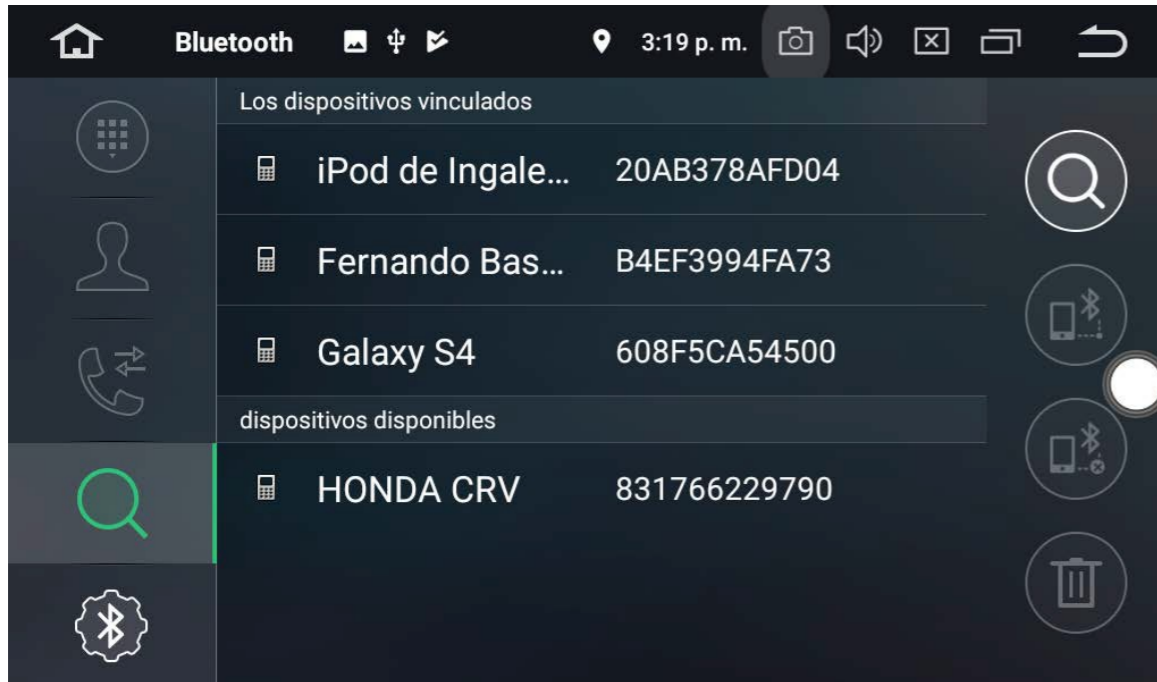 Bluetooth 3:19 p. m.
Los dispositivos vinculados
iPod de Ingale... 20AB378AFD04
Fernando Bas... B4EF3994FA73
Galaxy S4 608F5CA54500
dispositivos disponibles
HONDA CRV 831766229790